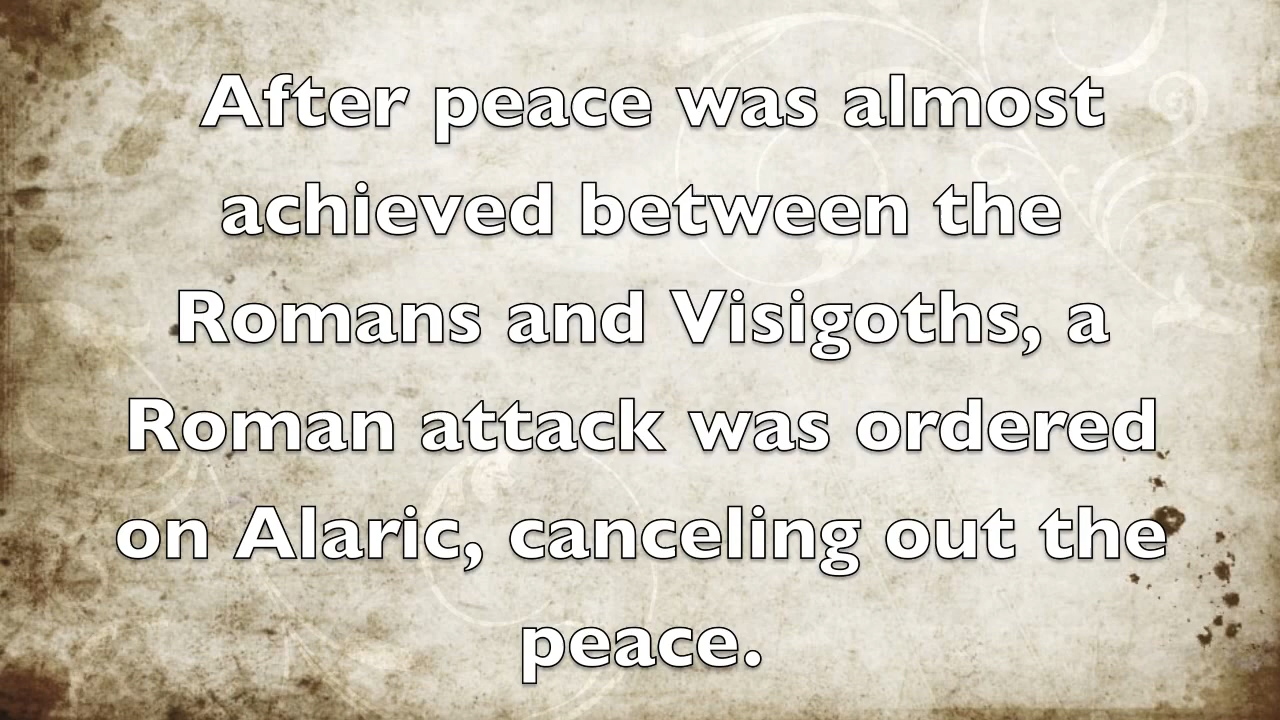 After peace was almost
achieved between the
Romans and Visigoths, a
Roman attack was ordered
on Alaric, canceling out the
peace.